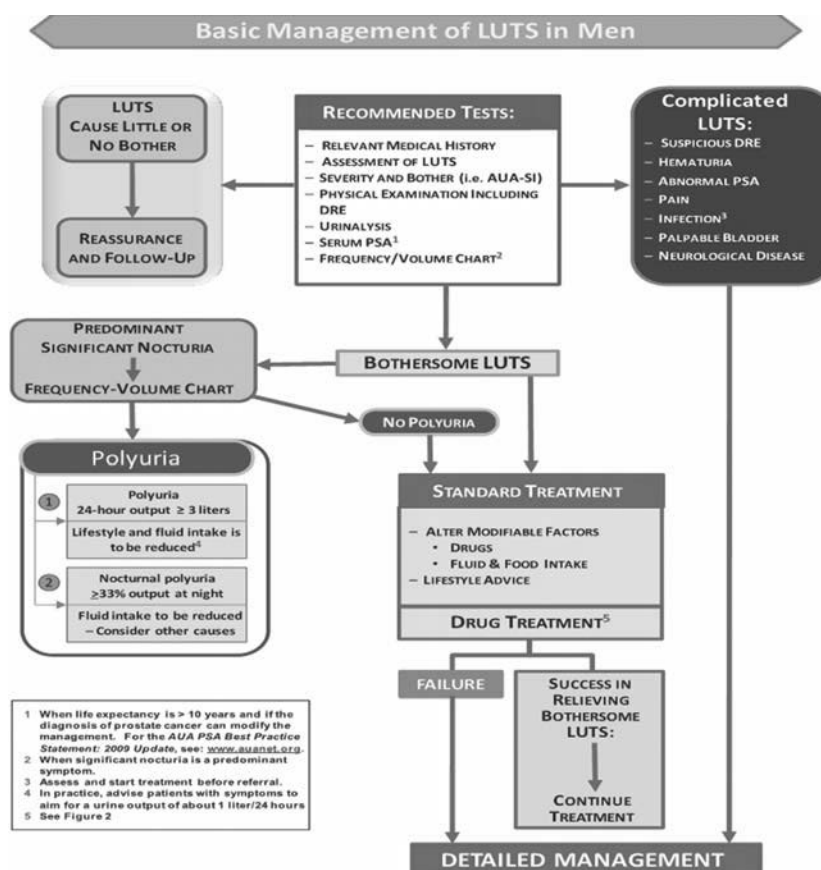 Basic Management of LUTS in Men
LUTS
CAUSE LITTLE OR
NO BOTHER
REASSURANCE
AND FOLLOW-UP
RECOMMENDED TESTS:
– RELEVANT MEDICAL HISTORY
– ASSESSMENT OF LUTS
– SEVERITY AND BOTHER (i.e. AUA-SI)
– PHYSICAL EXAMINATION INCLUDING
DRE
– URINALYSIS
– SERUM PSA¹
– FREQUENCY/VOLUME CHART²
Complicated
LUTS:
– SUSPICIOUS DRE
– HEMATURIA
– ABNORMAL PSA
– PAIN
– INFECTION³
– PALPABLE BLADDER
– NEUROLOGICAL DISEASE
PREDOMINANT
SIGNIFICANT NOCTURIA
FREQUENCY-VOLUME CHART
BOTHERSOME LUTS
NO POLYURIA
Polyuria
1
Polyuria
24-hour output ≥ 3 liters
Lifestyle and fluid intake is
to be reduced⁴
2
Nocturnal polyuria
≥33% output at night
Fluid intake to be reduced
– Consider other causes
STANDARD TREATMENT
– ALTER MODIFIABLE FACTORS
• DRUGS
• FLUID & FOOD INTAKE
– LIFESTYLE ADVICE
DRUG TREATMENT⁵
FAILURE
SUCCESS IN
RELIEVING
BOTHERSOME
LUTS:
CONTINUE
TREATMENT
DETAILED MANAGEMENT
1 When life expectancy is > 10 years and if the
diagnosis of prostate cancer can modify the
management. For the AUA PSA Best Practice
Statement: 2009 Update, see: www.auanet.org.
2 When significant nocturia is a predominant
symptom.
3 Assess and start treatment before referral.
4 In practice, advise patients with symptoms to
aim for a urine output of about 1 liter/24 hours
5 See Figure 2